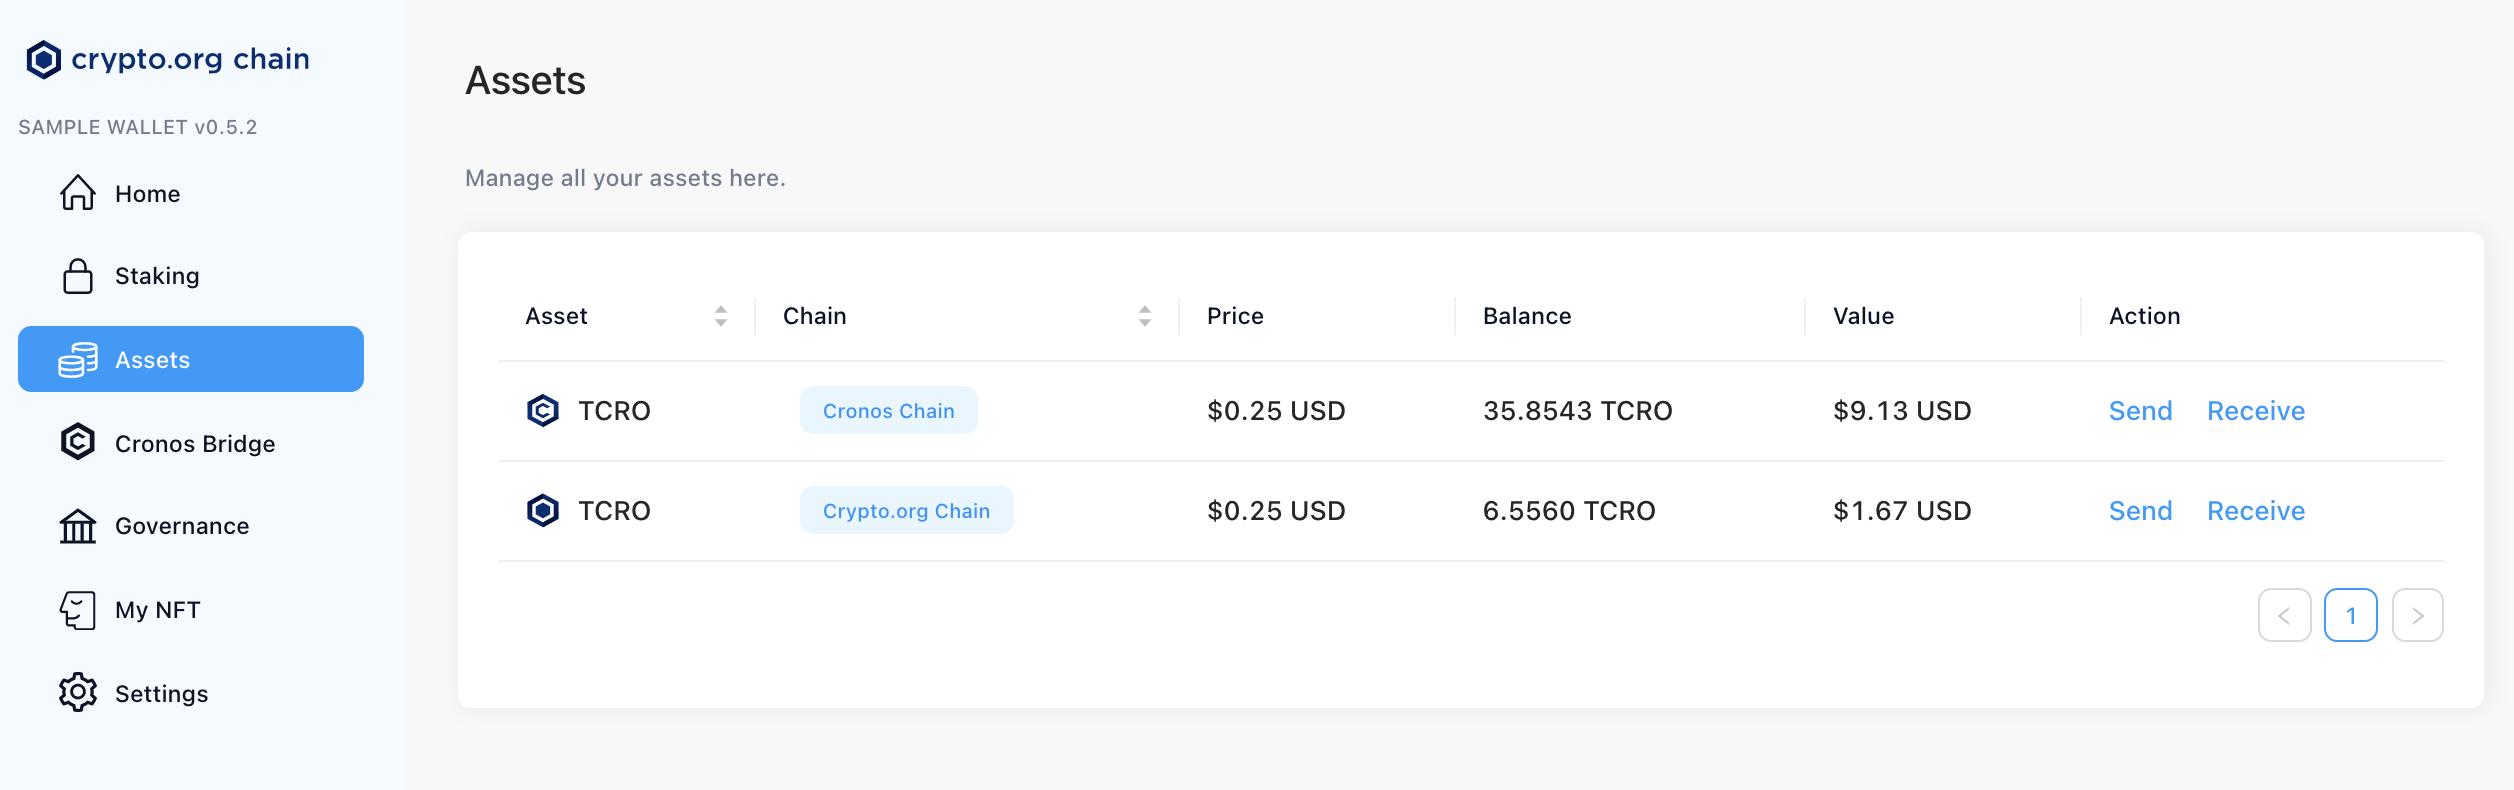 crypto.org chain
SAMPLE WALLET v0.5.2
Home
Staking
Assets
Cronos Bridge
Governance
My NFT
Settings
Assets
Manage all your assets here.
Asset Chain Price Balance Value Action
TCRO Cronos Chain $0.25 USD 35.8543 TCRO $9.13 USD Send Receive
TCRO Crypto.org Chain $0.25 USD 6.5560 TCRO $1.67 USD Send Receive
< 1 >